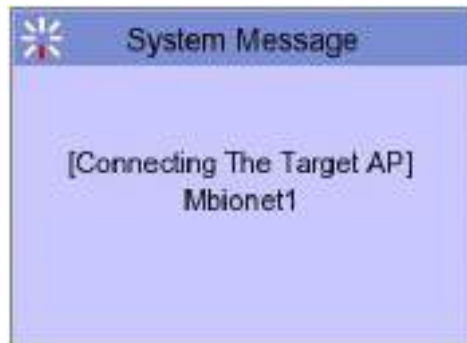 System Message
[Connecting The Target AP]
Mbionet1